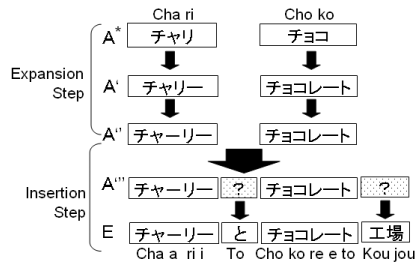 Cha ri Cho ko
A* チャリ チョコ
Expansion Step
A‘ チャリー チョコレート
A‘’ チャーリー チョコレート
Insertion Step
A‘’’ チャーリー ? チョコレート ?
E チャーリー と チョコレート 工場
Cha a ri i To Cho ko re e to Kou jou